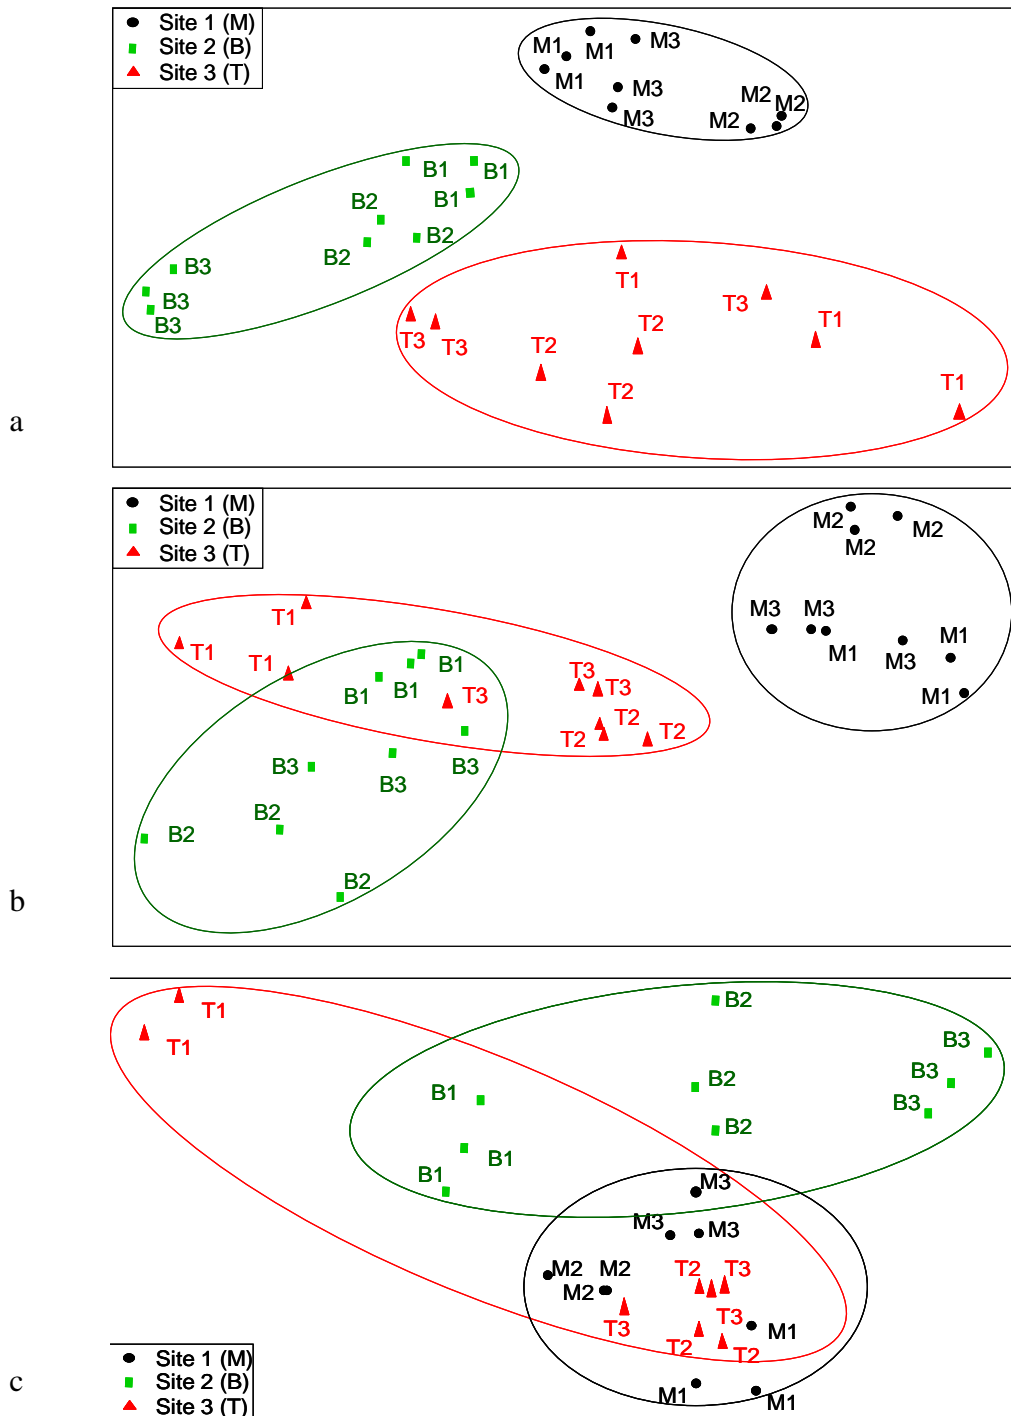 Site 1 (M)
Site 2 (B)
Site 3 (T)
M1 M1 M3
M1 M3
M3 M2 M2
M2
B1 B1
B1
B2
B2 B2
B3
B3
B3
T1
T3
T3 T3 T2 T1
T2
T2 T1
a
Site 1 (M)
Site 2 (B)
Site 3 (T)
M2 M2
M2
M3 M3
M1 M3 M1
M1
T1
T1 T1
B1
B1 B1
T3 T3
T3
T2
T2 T2
B3 B3 B3
B2 B2
B2
b
T1
T1
B2
B3
B2 B3
B1 B3
B2
B1
B1
M3
M3 M3
M2 M2
M2
T2 T3
T3 T3
M1
T2 T2
M1 M1
Site 1 (M)
Site 2 (B)
Site 3 (T)
c